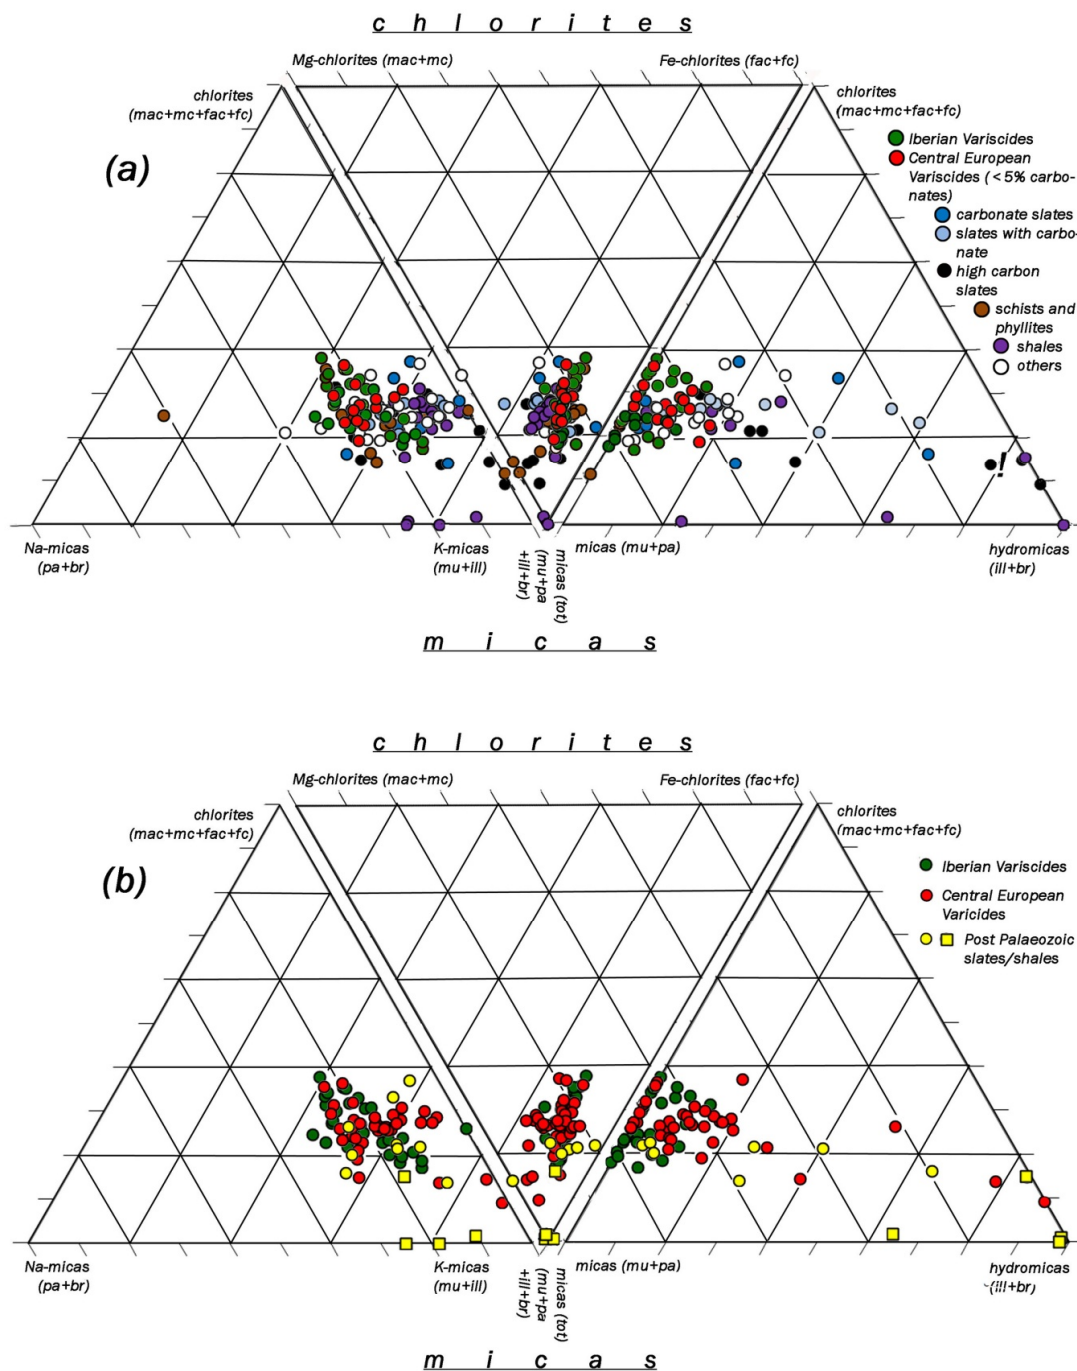 c h l o r i t e s
Mg-chlorites (mac+mc)
Fe-chlorites (fac+fc)
chlorites
(mac+mc+fac+fc)
chlorites
(mac+mc+fac+fc)
(a)
Iberian Variscides
Central European
Variscides ( < 5% carbo-
nates)
carbonate slates
slates with carbo-
nate
high carbon
slates
schists and
phyllites
shales
others
!
Na-micas
(pa+br)
K-micas
(mu+ill)
micas (tot)
(mu+pa
+ill+br)
micas (mu+pa)
hydromicas
(ill+br)
m i c a s
c h l o r i t e s
Mg-chlorites (mac+mc)
Fe-chlorites (fac+fc)
chlorites
(mac+mc+fac+fc)
chlorites
(mac+mc+fac+fc)
(b)
Iberian Variscides
Central European
Varicides
Post Palaeozoic
slates/shales
Na-micas
(pa+br)
K-micas
(mu+ill)
micas (tot)
(mu+pa
+ill+br)
micas (mu+pa)
hydromicas
(ill+br)
m i c a s